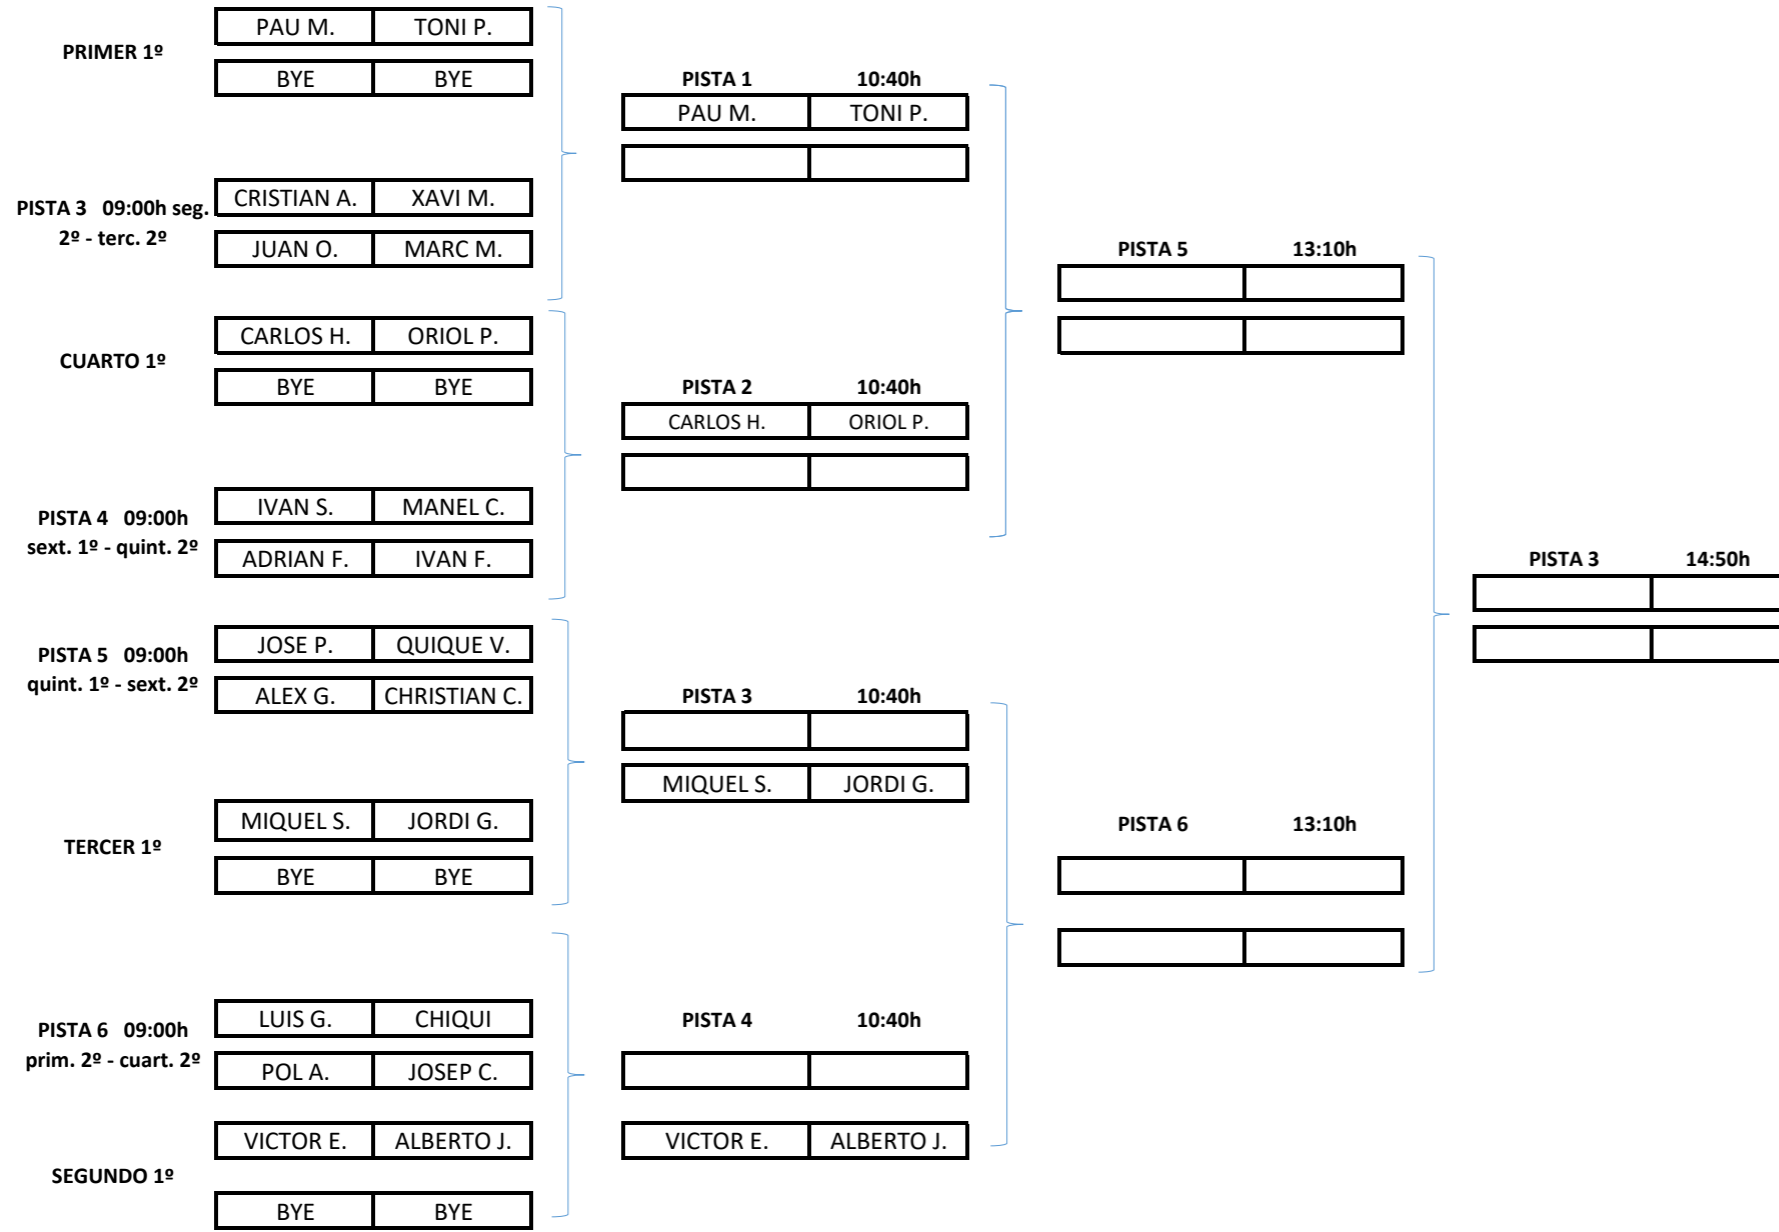 PRIMER 1º
PAU M. TONI P.
BYE BYE
PISTA 3 09:00h seg.
2º - terc. 2º
CRISTIAN A. XAVI M.
JUAN O. MARC M.
CUARTO 1º
CARLOS H. ORIOL P.
BYE BYE
PISTA 4 09:00h
sext. 1º - quint. 2º
IVAN S. MANEL C.
ADRIAN F. IVAN F.
PISTA 5 09:00h
quint. 1º - sext. 2º
JOSE P. QUIQUE V.
ALEX G. CHRISTIAN C.
TERCER 1º
MIQUEL S. JORDI G.
BYE BYE
PISTA 6 09:00h
prim. 2º - cuart. 2º
LUIS G. CHIQUI
POL A. JOSEP C.
SEGUNDO 1º
VICTOR E. ALBERTO J.
BYE BYE
PISTA 1 10:40h
PAU M. TONI P.
PISTA 2 10:40h
CARLOS H. ORIOL P.
PISTA 3 10:40h
MIQUEL S. JORDI G.
PISTA 4 10:40h
VICTOR E. ALBERTO J.
PISTA 5 13:10h
PISTA 6 13:10h
PISTA 3 14:50h